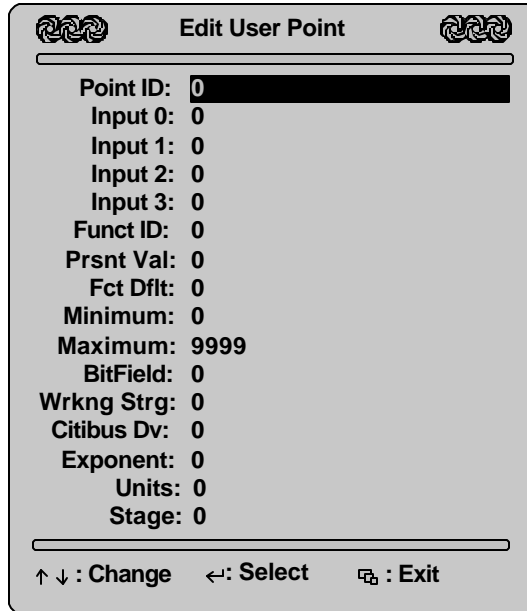 Edit User Point
Point ID: 0
Input 0: 0
Input 1: 0
Input 2: 0
Input 3: 0
Funct ID: 0
Prsnt Val: 0
Fct Dflt: 0
Minimum: 0
Maximum: 9999
BitField: 0
Wrkng Strg: 0
Citibus Dv: 0
Exponent: 0
Units: 0
Stage: 0
↑ ↓ : Change ↵: Select : Exit